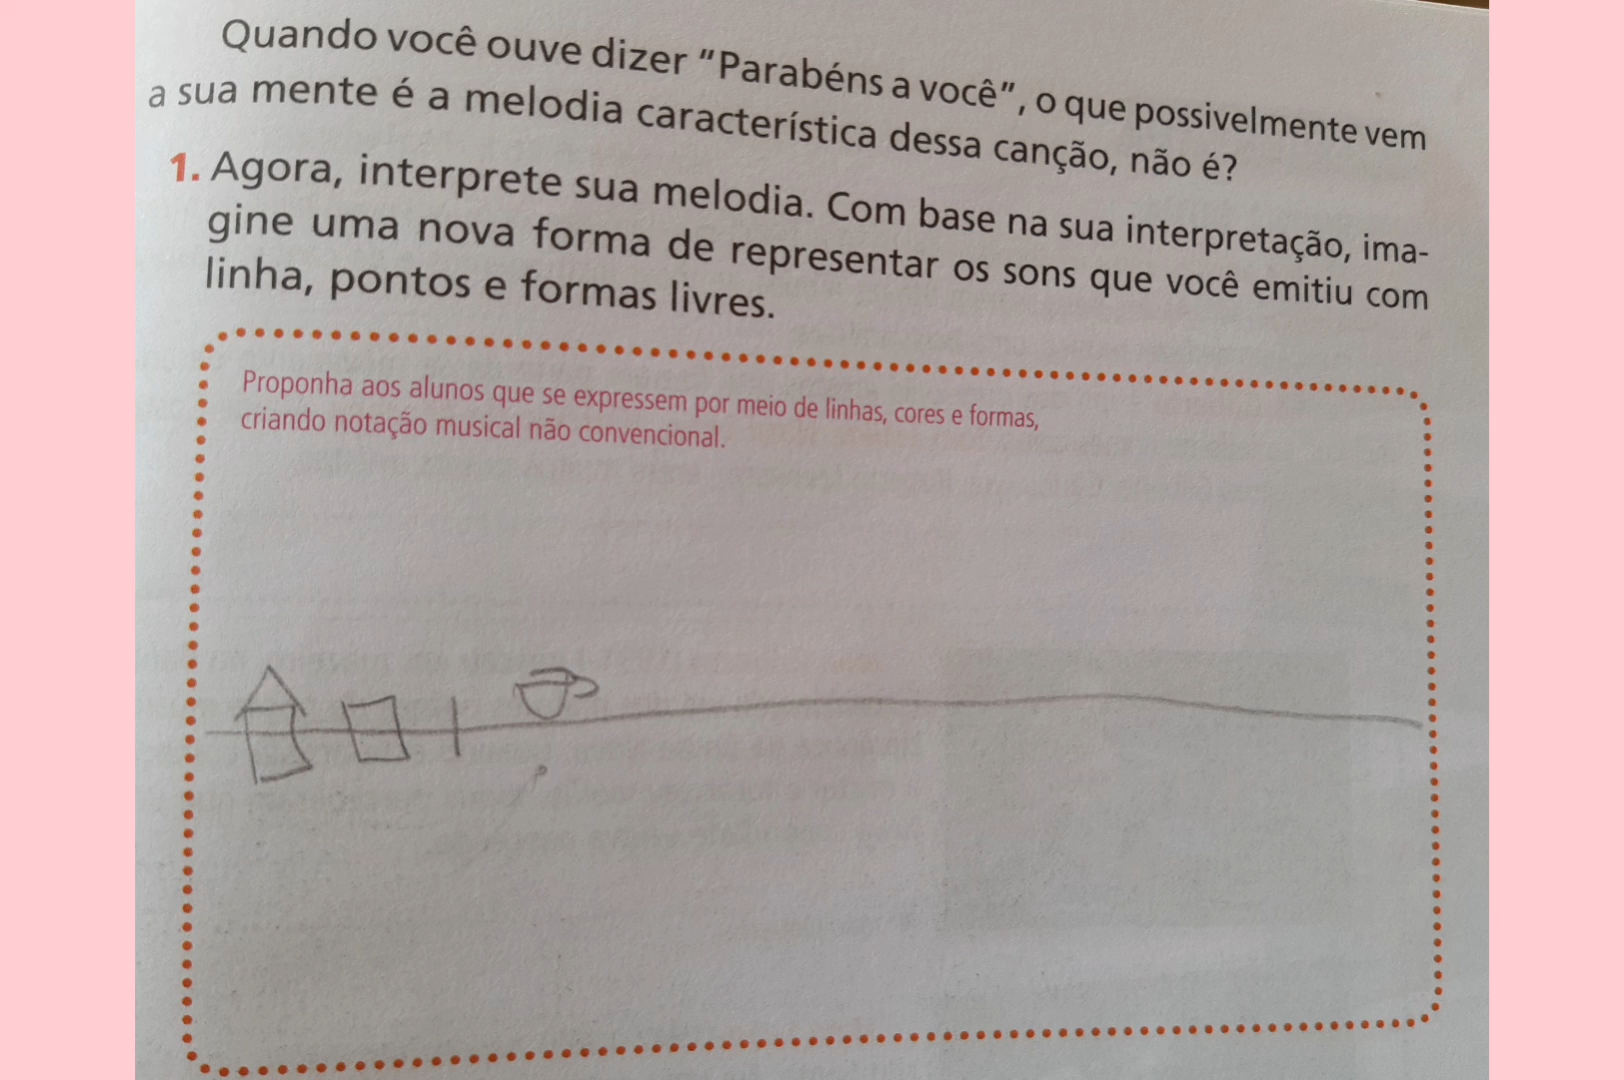 Quando você ouve dizer "Parabéns a você", o que possivelmente vem
a sua mente é a melodia característica dessa canção, não é?
1. Agora, interprete sua melodia. Com base na sua interpretação, ima-
gine uma nova forma de representar os sons que você emitiu com
linha, pontos e formas livres.
Proponha aos alunos que se expressem por meio de linhas, cores e formas,
criando notação musical não convencional.